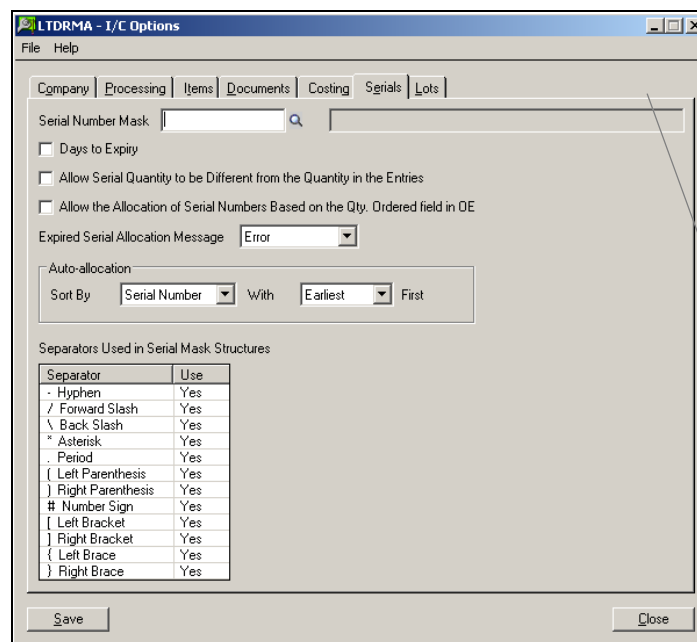 LTDRMA - I/C Options
File Help
Company Processing Items Documents Costing Serials Lots
Serial Number Mask
Days to Expiry
Allow Serial Quantity to be Different from the Quantity in the Entries
Allow the Allocation of Serial Numbers Based on the Qty. Ordered field in OE
Expired Serial Allocation Message Error
Auto-allocation
Sort By Serial Number With Earliest First
Separators Used in Serial Mask Structures
Separator Use
- Hyphen Yes
/ Forward Slash Yes
\ Back Slash Yes
* Asterisk Yes
. Period Yes
( Left Parenthesis Yes
) Right Parenthesis Yes
# Number Sign Yes
[ Left Bracket Yes
] Right Bracket Yes
{ Left Brace Yes
} Right Brace Yes
Save Close